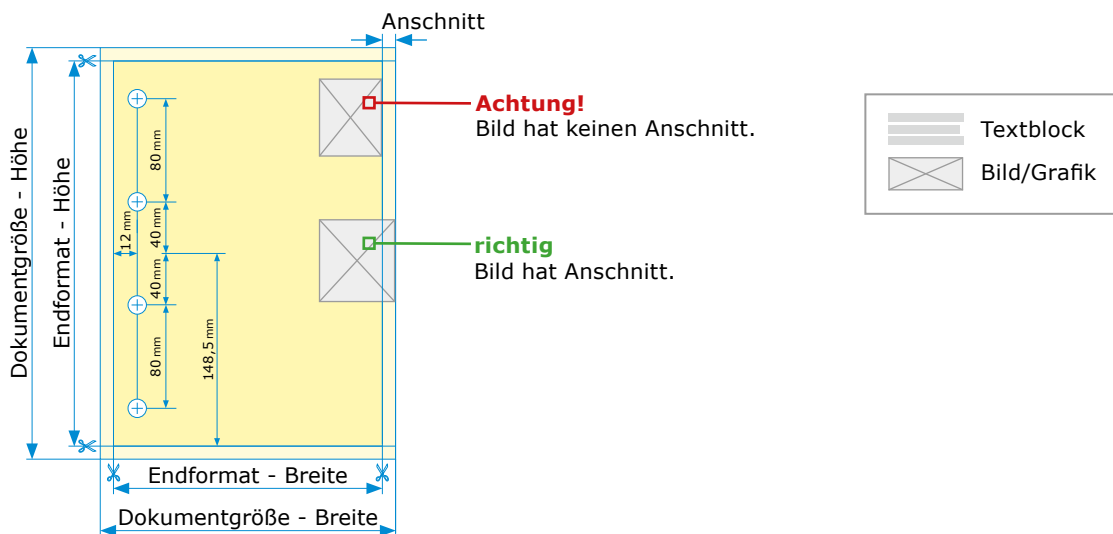 Anschnitt
Achtung!
Bild hat keinen Anschnitt.
richtig
Bild hat Anschnitt.
Textblock
Bild/Grafik
Dokumentgröße - Höhe
Endformat - Höhe
80 mm
12 mm
40 mm
40 mm
80 mm
148,5 mm
Endformat - Breite
Dokumentgröße - Breite